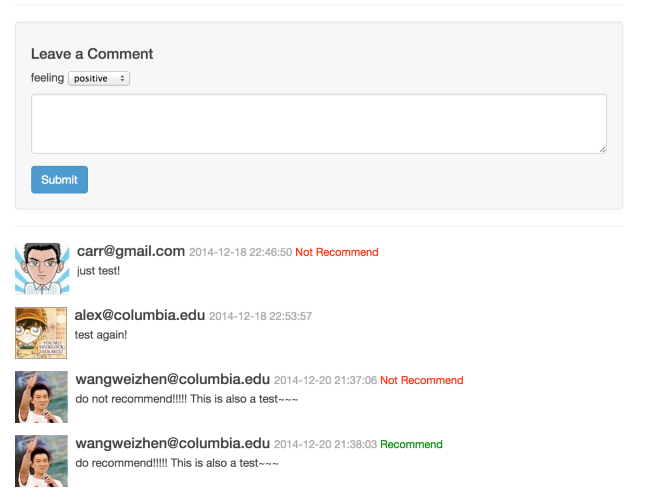 Leave a Comment
feeling positive
Submit
carr@gmail.com 2014-12-18 22:46:50 Not Recommend
just test!
alex@columbia.edu 2014-12-18 22:53:57
test again!
YOUNG
SHERLOCK
HOLMES
wangweizhen@columbia.edu 2014-12-20 21:37:06 Not Recommend
do not recommend!!!!! This is also a test~~~
wangweizhen@columbia.edu 2014-12-20 21:38:03 Recommend
do recommend!!!!! This is also a test~~~